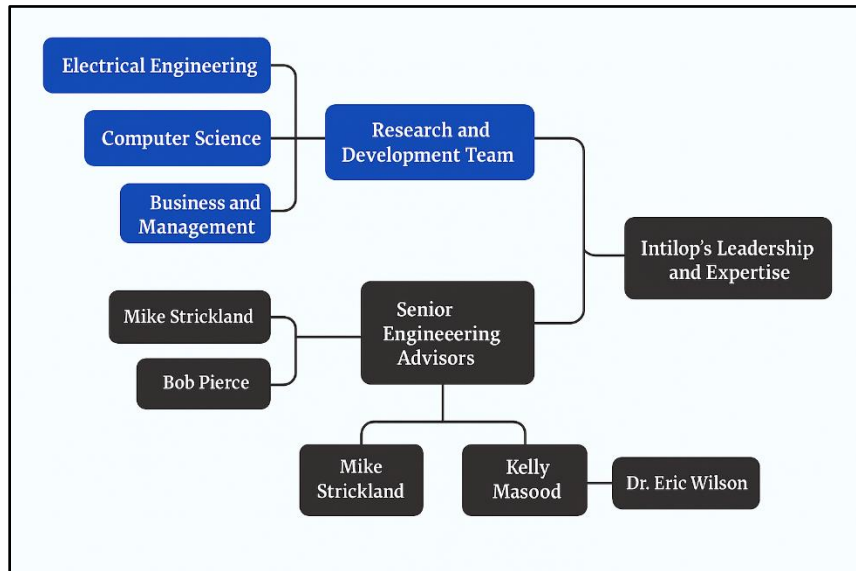 Electrical Engineering
Computer Science
Business and
Management
Research and
Development Team
Intilop's Leadership
and Expertise
Mike Strickland
Bob Pierce
Senior
Engineeering
Advisors
Mike
Strickland
Kelly
Masood
Dr. Eric Wilson